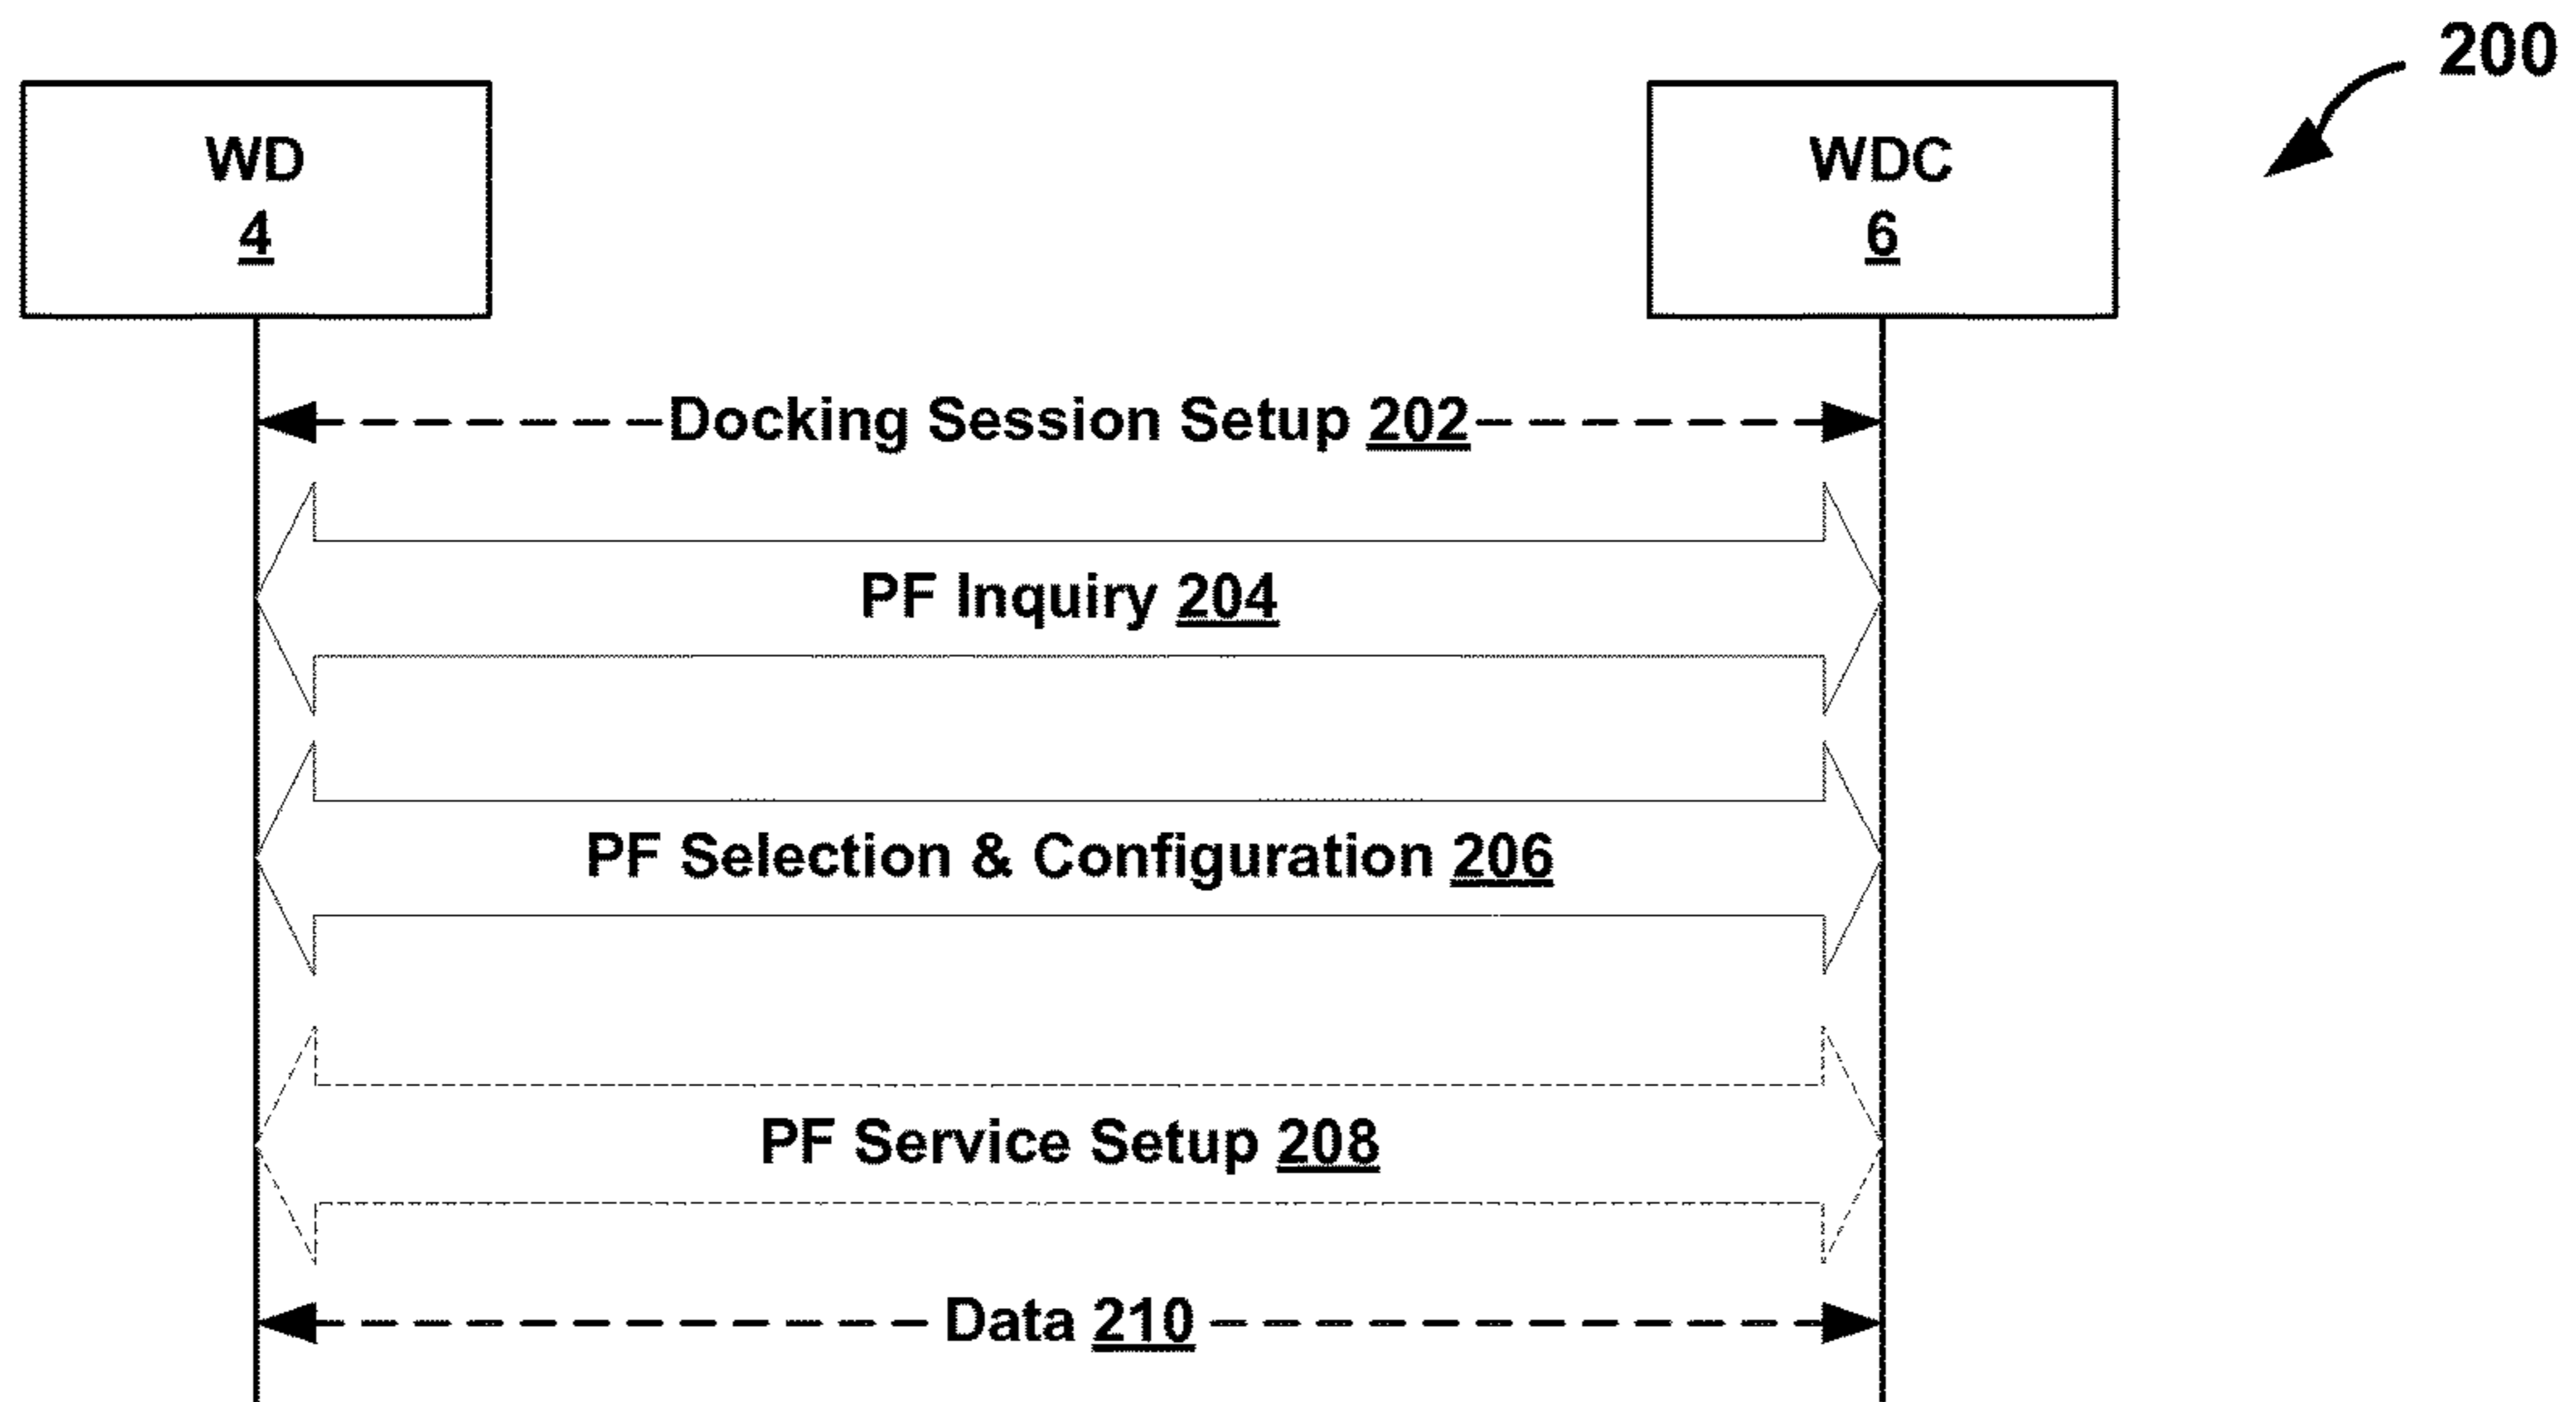 200
WD
4
WDC
6
Docking Session Setup 202
PF Inquiry 204
PF Selection & Configuration 206
PF Service Setup 208
Data 210